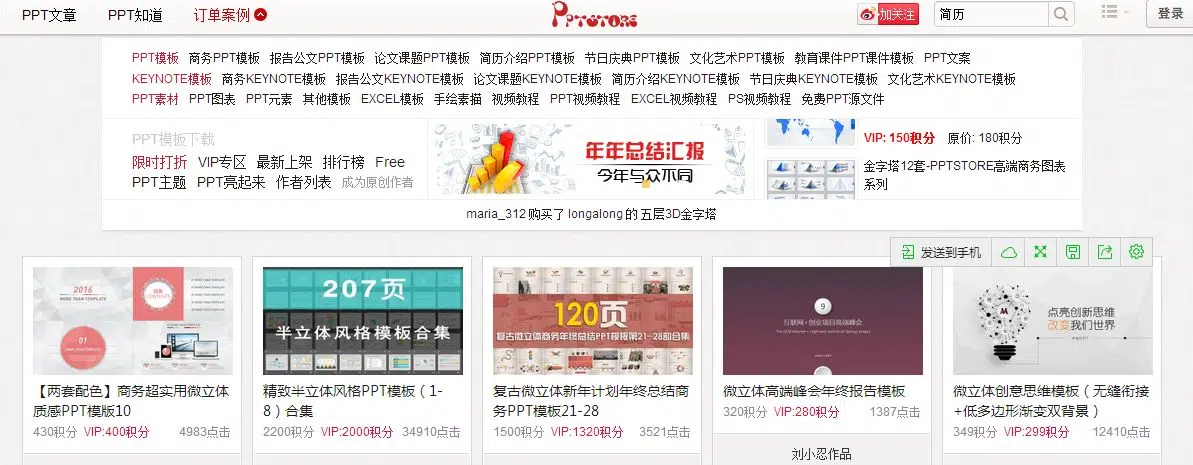 PPT文章 PPT知道 订单案例 PPTSTORE 加关注 简历 登录
PPT模板 商务PPT模板 报告公文PPT模板 论文课题PPT模板 简历介绍PPT模板 节日庆典PPT模板 文化艺术PPT模板 教育课件PPT课件模板 PPT文案
KEYNOTE模板 商务KEYNOTE模板 报告公文KEYNOTE模板 论文课题KEYNOTE模板 简历介绍KEYNOTE模板 节日庆典KEYNOTE模板 文化艺术KEYNOTE模板
PPT素材 PPT图表 PPT元素 其他模板 EXCEL模板 手绘素描 视频教程 PPT视频教程 EXCEL视频教程 PS视频教程 免费PPT源文件
PPT模板下载
限时打折 VIP专区 最新上架 排行榜 Free
PPT主题 PPT亮起来 作者列表 成为原创作者
年年总结汇报
今年与众不同
VIP: 150积分 原价: 180积分
金字塔12套-PPTSTORE高端商务图表
系列
maria_312 购买了 longalong 的 五层3D金字塔
发送到手机
2016
MORE THAN TEMPLATE
CONTENTS
01
MORE THAN TEMPLATE
【两套配色】商务超实用微立体
质感PPT模版10
430积分 VIP:400积分 4983点击
207页
半立体风格模板合集
精致半立体风格PPT模板（1-
8）合集
2200积分 VIP:2000积分 34910点击
120页
复古微立体商务年终总结PPT模板第21-28部合集
复古微立体新年计划年终总结商
务PPT模板21-28
1500积分 VIP:1320积分 3521点击
9
互联网·创业项目高端峰会
微立体高端峰会年终报告模板
320积分 VIP:280积分 1387点击
刘小忍作品
点亮创新思维
改变我们世界
微立体创意思维模板（无缝衔接
+低多边形渐变双背景）
349积分 VIP:299积分 12410点击